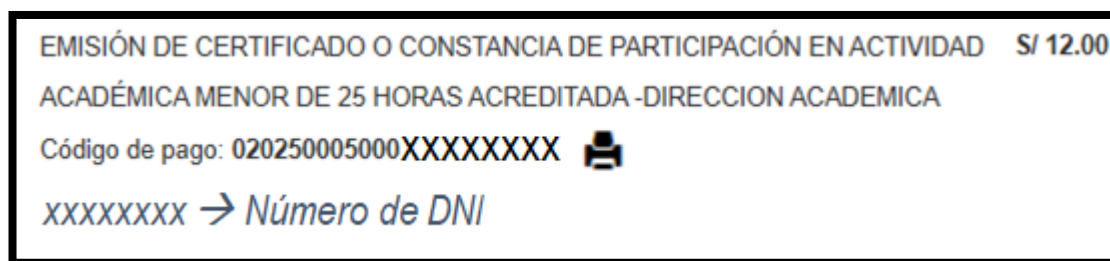 EMISIÓN DE CERTIFICADO O CONSTANCIA DE PARTICIPACIÓN EN ACTIVIDAD S/ 12.00
ACADÉMICA MENOR DE 25 HORAS ACREDITADA -DIRECCION ACADEMICA
Código de pago: 020250005000XXXXXXXX
xxxxxxxx → Número de DNI